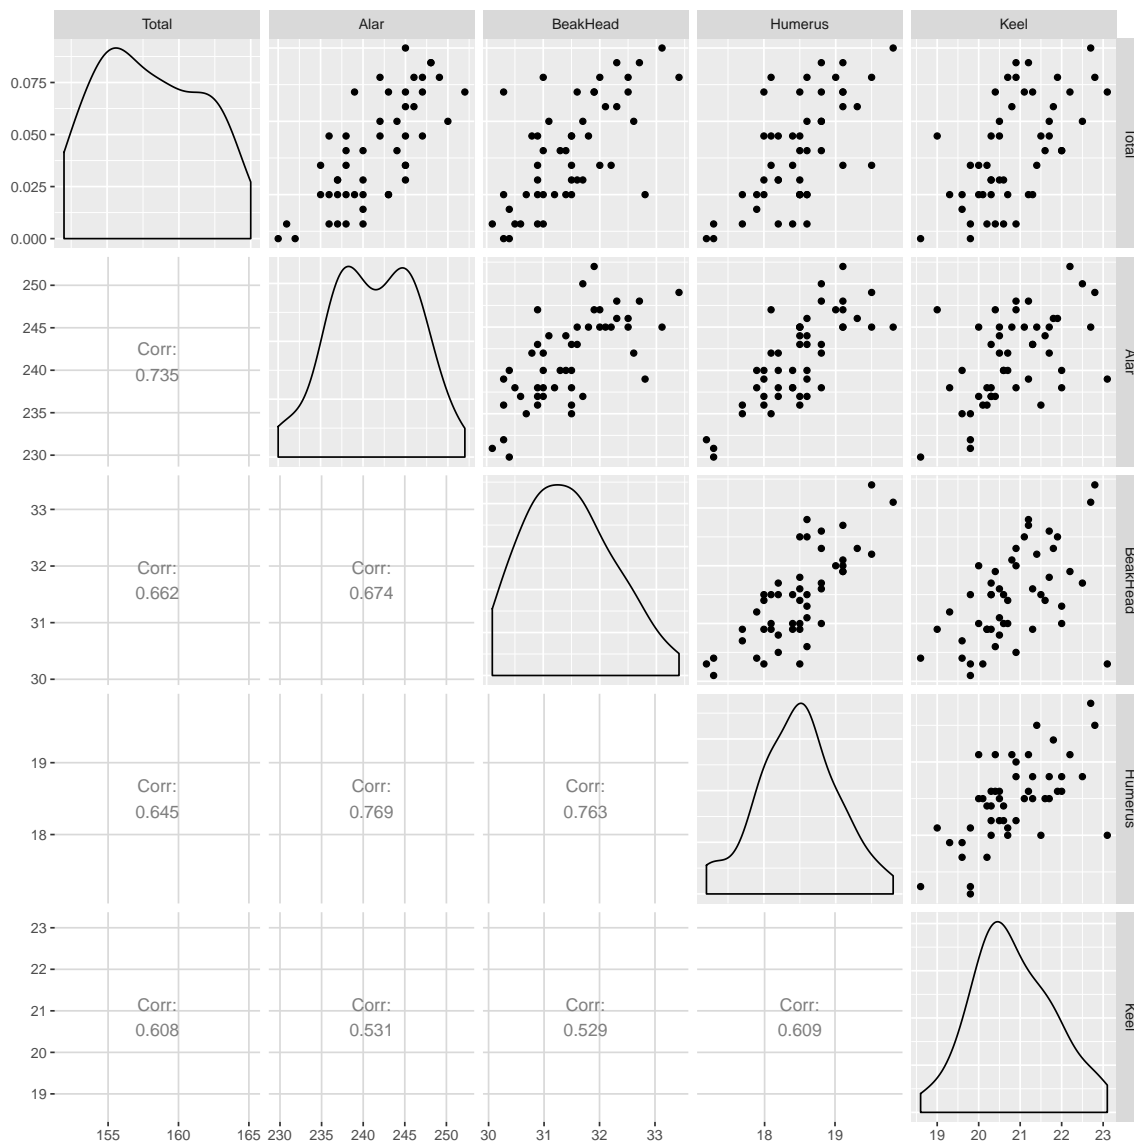 Total Alar BeakHead Humerus Keel
0.075
0.050
0.025
0.000
Total
250
245
240
235
230
Corr:
0.735
Alar
33
32
31
30
Corr:
0.662
Corr:
0.674
BeakHead
19
18
Corr:
0.645
Corr:
0.769
Corr:
0.763
Humerus
23
22
21
20
19
Corr:
0.608
Corr:
0.531
Corr:
0.529
Corr:
0.609
Keel
155 160 165 230 235 240 245 250 30 31 32 33 18 19 19 20 21 22 23